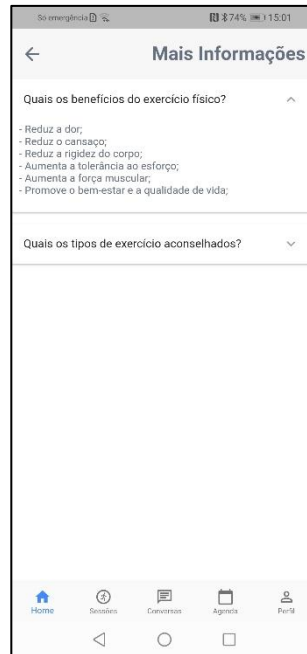 Só emergência 74% 15:01
Mais Informações
Quais os benefícios do exercício físico?
- Reduz a dor;
- Reduz o cansaço;
- Reduz a rigidez do corpo;
- Aumenta a tolerância ao esforço;
- Aumenta a força muscular;
- Promove o bem-estar e a qualidade de vida;
Quais os tipos de exercício aconselhados?
Home Sessões Conversas Agenda Perfil